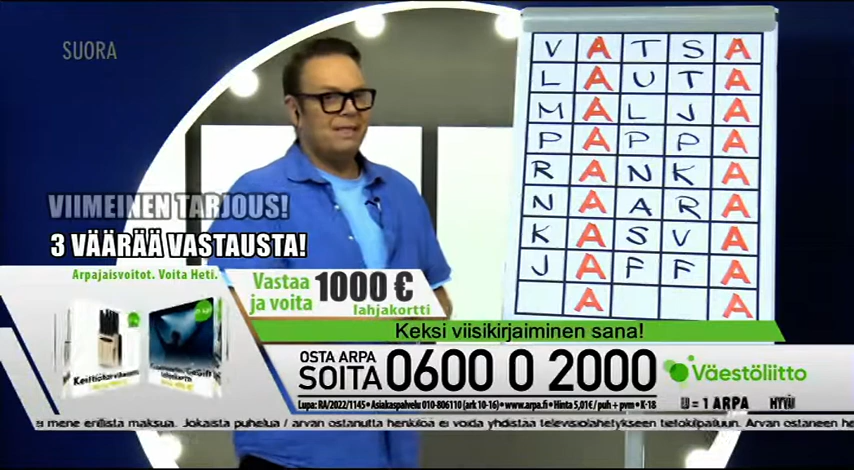 SUORA
V A T S A
L A U T A
M A L J A
P A P P A
R A N K A
N A A R A
K A S V A
J A F F A
A A
VIIMEINEN TARJOUS!
3 VÄÄRÄÄ VASTAUSTA!
Arpajaisvoitot. Voita Heti.
Vastaa ja voita 1000 € lahjakortti
Keksi viisikirjaiminen sana!
OSTA ARPA
SOITA 0600 0 2000
Väestöliitto
Lupa: RA/2022/1145 • Asiakaspalvelu 010-806110 (ark 10-16) • www.arpa.fi • Hinta 5,01€ / puh + pvm • K-18
= 1 ARPA
e mene erillistä maksua. Jokaista puhelua / arvan ostanutta henkilöä ei voida yhdistää televisiolähetykseen tietokilpailuun. Arvan ostaneen he